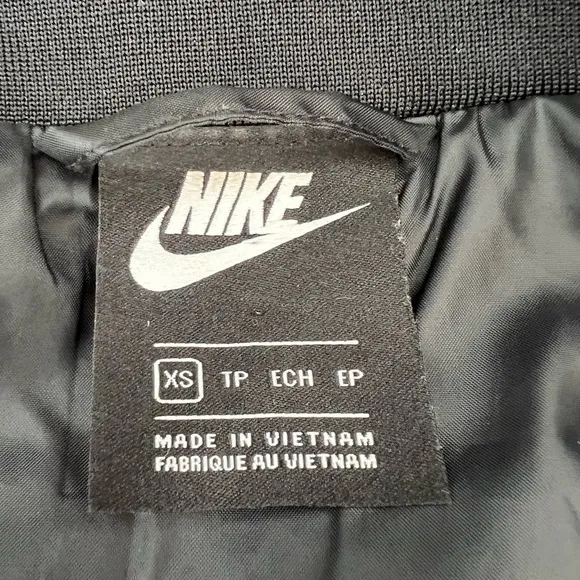 NIKE
XS TP ECH EP
MADE IN VIETNAM
FABRIQUE AU VIETNAM